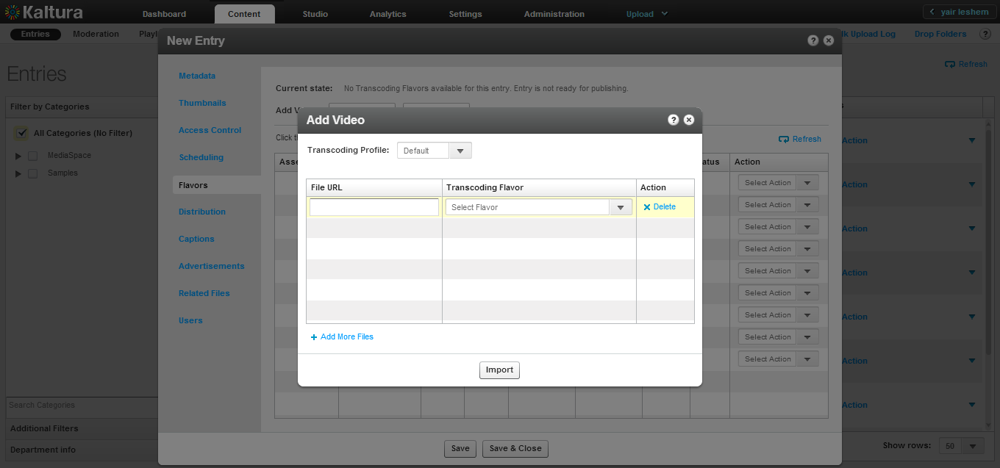 Kaltura Dashboard Content Studio Analytics Settings Administration Upload yair leshem
Entries Moderation Playl lk Upload Log Drop Folders ?
New Entry ?
Entries
Refresh
Filter by Categories
All Categories (No Filter)
MediaSpace
Samples
Search Categories
Additional Filters
Department info
Metadata
Thumbnails
Access Control
Scheduling
Flavors
Distribution
Captions
Advertisements
Related Files
Users
Current state: No Transcoding Flavors available for this entry. Entry is not ready for publishing.
Add V
Click th
Refresh
Asse atus Action
Select Action
Select Action
Select Action
Select Action
Select Action
Select Action
Select Action
Select Action
Select Action
Add Video ?
Transcoding Profile: Default
File URL Transcoding Flavor Action
Select Flavor Delete
+ Add More Files
Import
Save Save & Close
s
Action
Action
Action
Action
Action
Action
Action
Show rows: 50